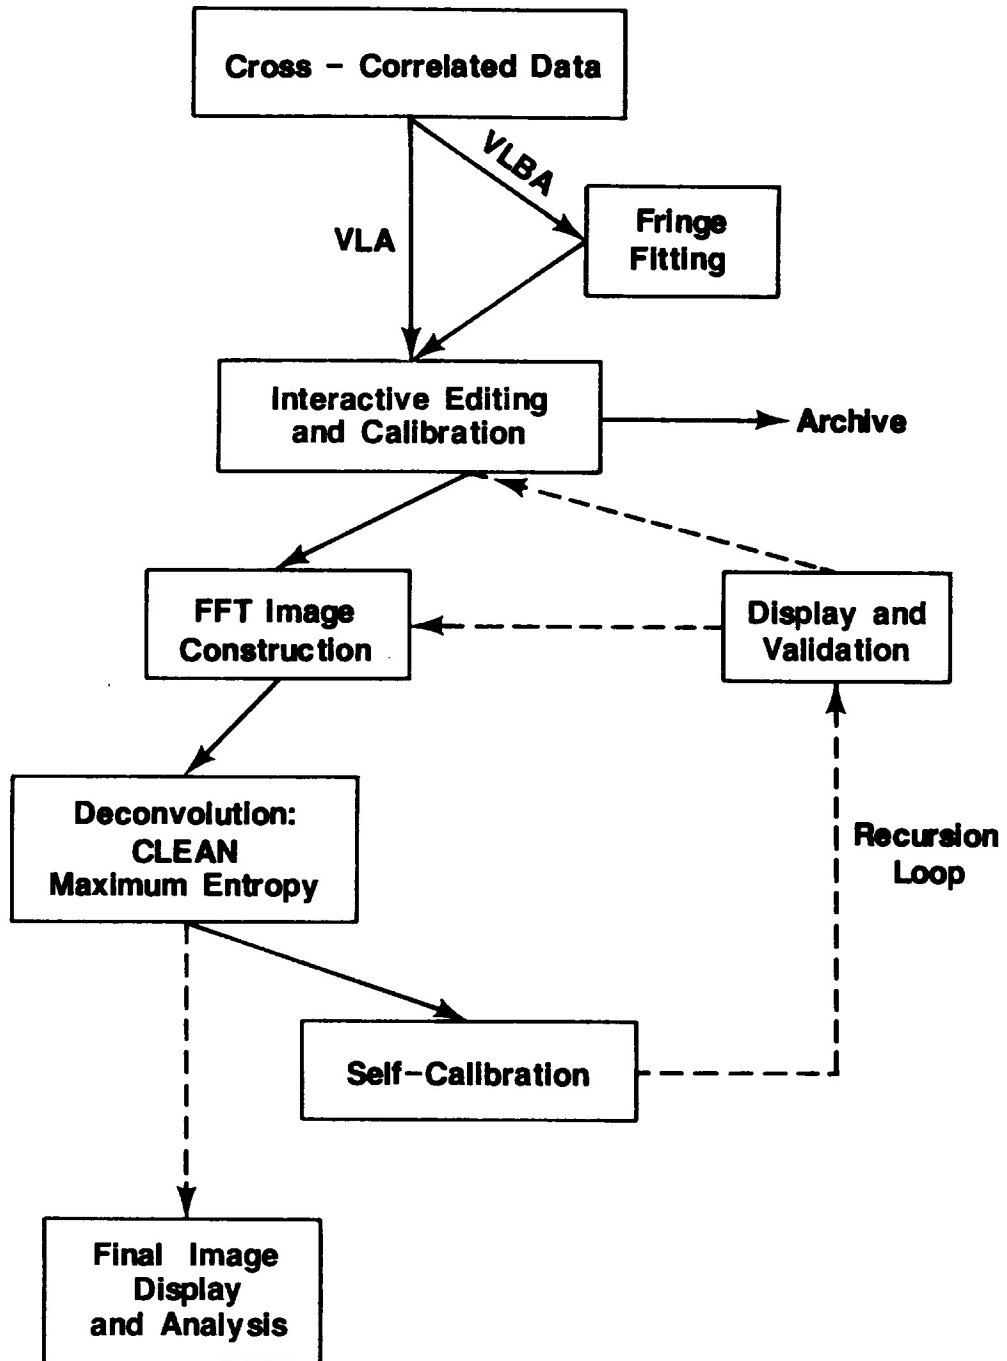 Cross - Correlated Data
VLBA
VLA
Fringe
Fitting
Interactive Editing
and Calibration
Archive
FFT Image
Construction
Display and
Validation
Deconvolution:
CLEAN
Maximum Entropy
Recursion
Loop
Self-Calibration
Final Image
Display
and Analysis